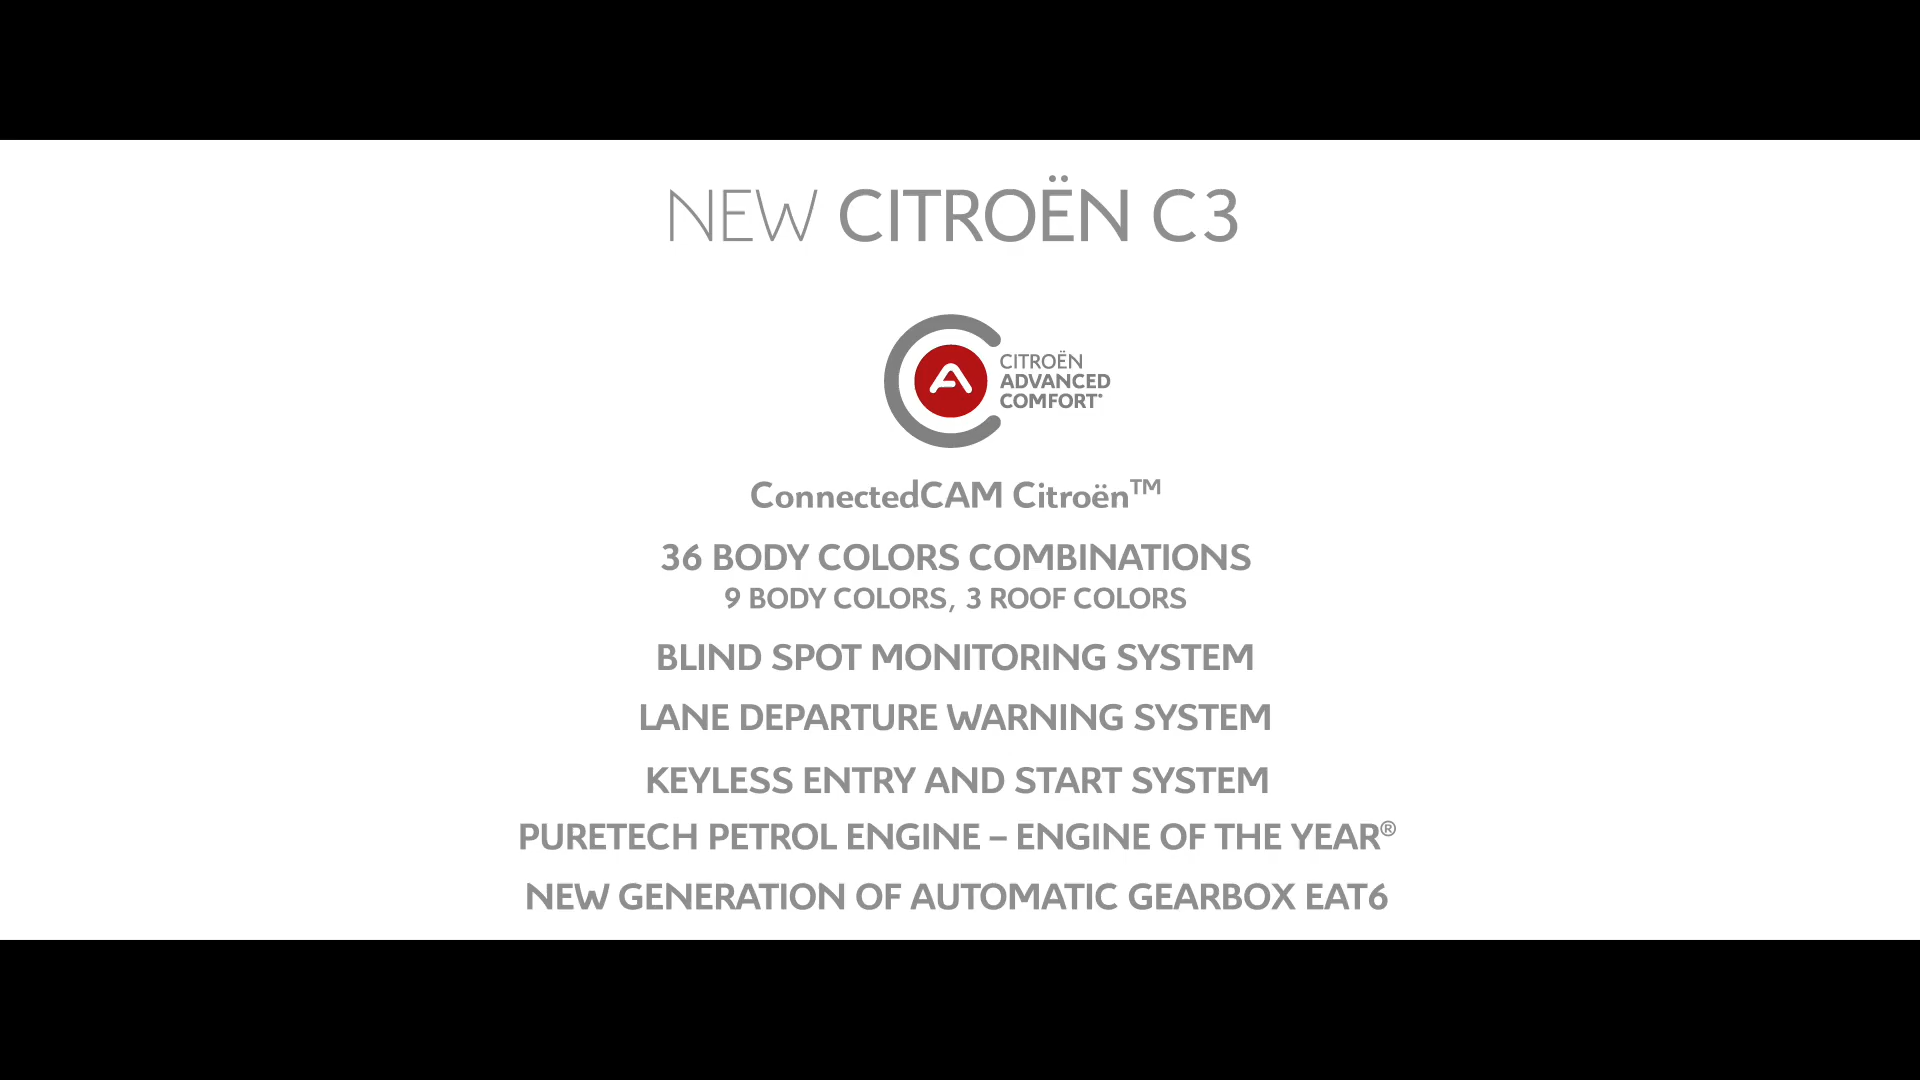 NEW CITROËN C3
CITROËN
ADVANCED
COMFORT®
ConnectedCAM Citroën™
36 BODY COLORS COMBINATIONS
9 BODY COLORS, 3 ROOF COLORS
BLIND SPOT MONITORING SYSTEM
LANE DEPARTURE WARNING SYSTEM
KEYLESS ENTRY AND START SYSTEM
PURETECH PETROL ENGINE – ENGINE OF THE YEAR®
NEW GENERATION OF AUTOMATIC GEARBOX EAT6